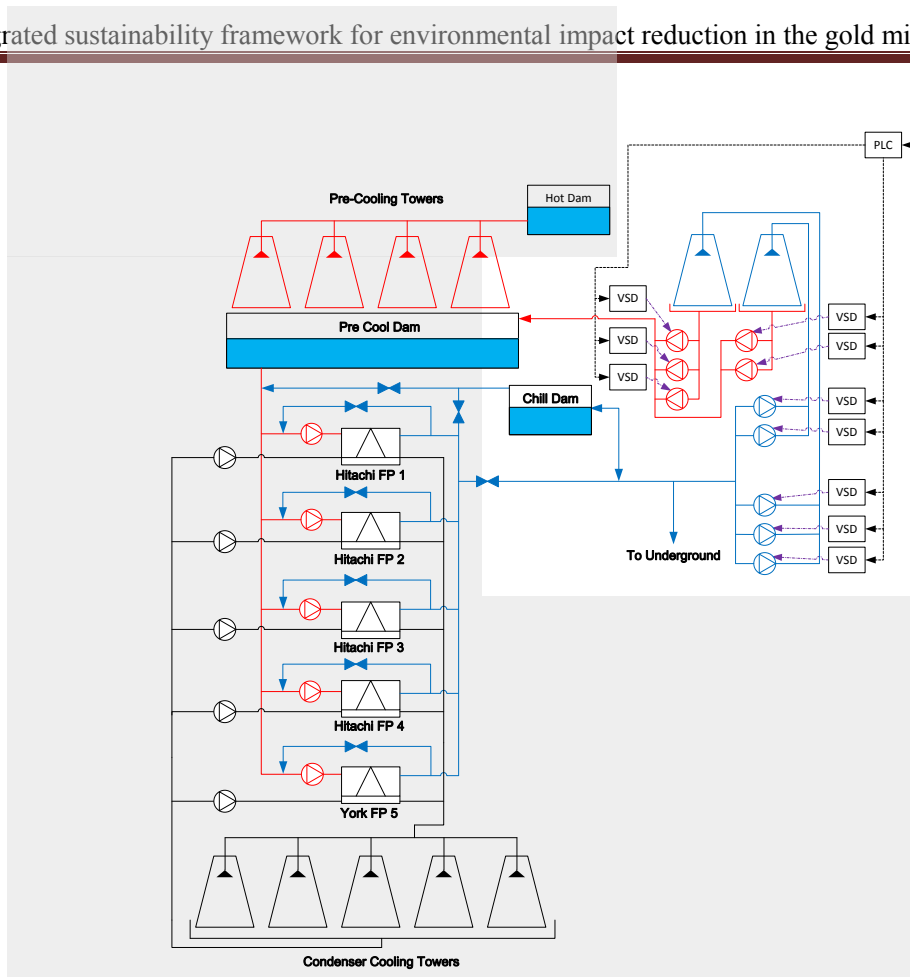 grated sustainability framework for environmental impact reduction in the gold mi
PLC
Pre-Cooling Towers
Hot Dam
VSD
VSD
Pre Cool Dam
VSD
VSD
VSD
Chill Dam
VSD
VSD
Hitachi FP 1
VSD
VSD
To Underground
Hitachi FP 2
VSD
Hitachi FP 3
Hitachi FP 4
York FP 5
Condenser Cooling Towers